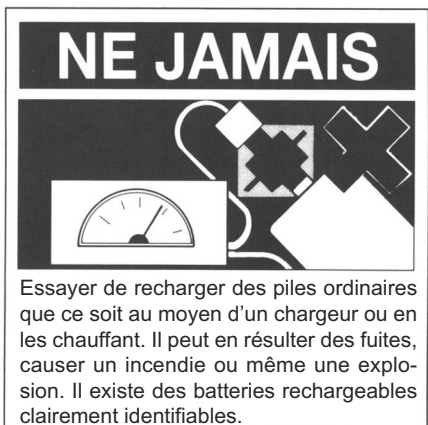 NE JAMAIS
Essayer de recharger des piles ordinaires
que ce soit au moyen d'un chargeur ou en
les chauffant. Il peut en résulter des fuites,
causer un incendie ou même une explo-
sion. Il existe des batteries rechargeables
clairement identifiables.